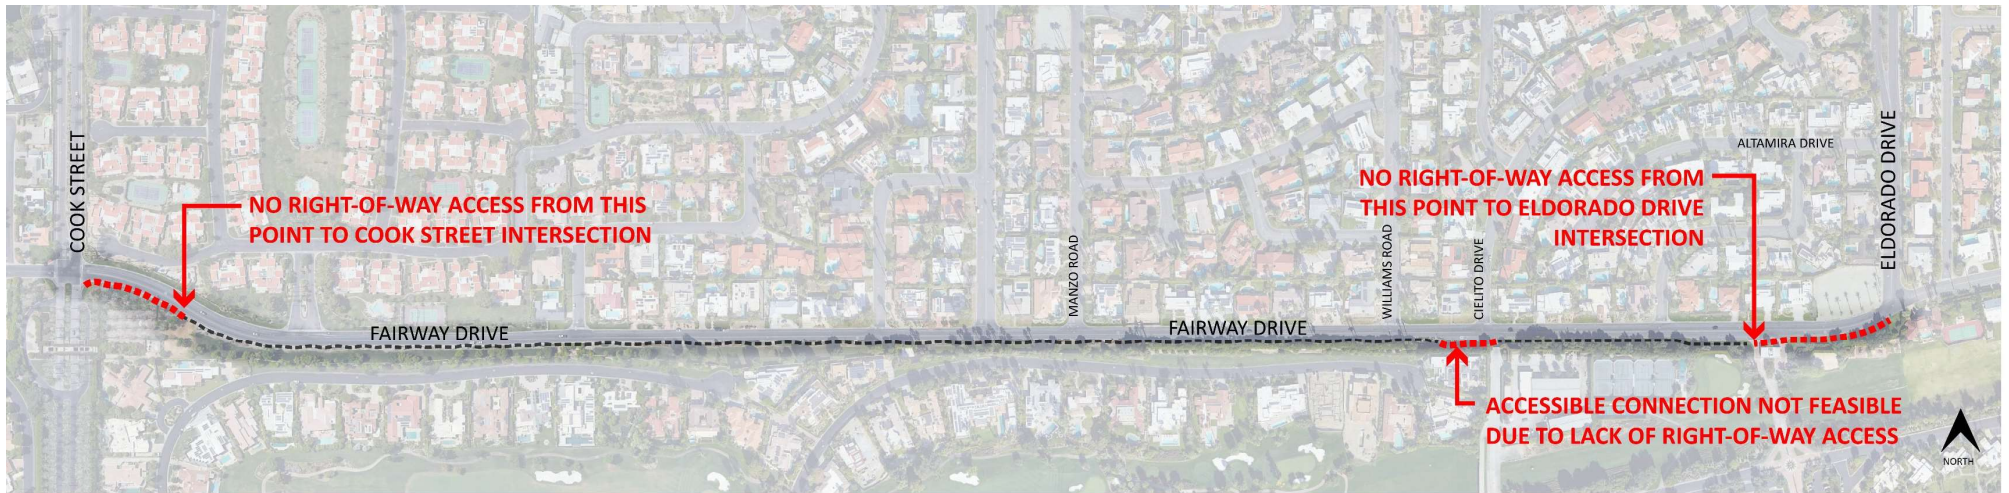 COOK STREET
NO RIGHT-OF-WAY ACCESS FROM THIS
POINT TO COOK STREET INTERSECTION
FAIRWAY DRIVE
MANZO ROAD
FAIRWAY DRIVE
WILLIAMS ROAD
CIELITO DRIVE
NO RIGHT-OF-WAY ACCESS FROM
THIS POINT TO ELDORADO DRIVE
INTERSECTION
ALTAMIRA DRIVE
ELDORADO DRIVE
ACCESSIBLE CONNECTION NOT FEASIBLE
DUE TO LACK OF RIGHT-OF-WAY ACCESS
NORTH